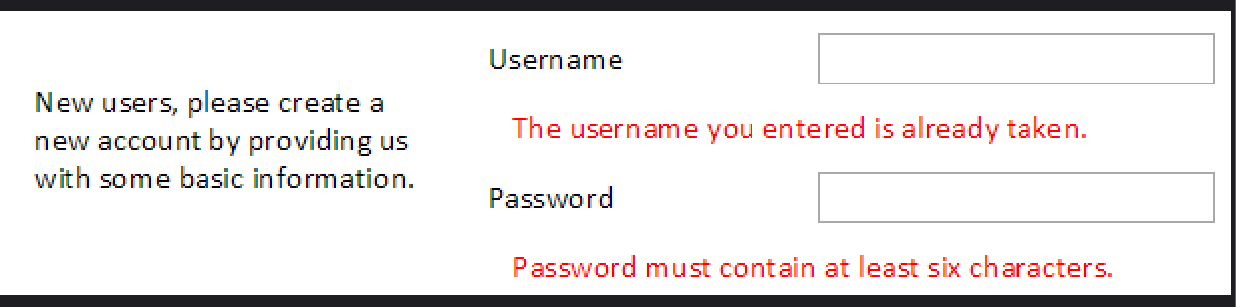 New users, please create a
new account by providing us
with some basic information.
Username
The username you entered is already taken.
Password
Password must contain at least six characters.